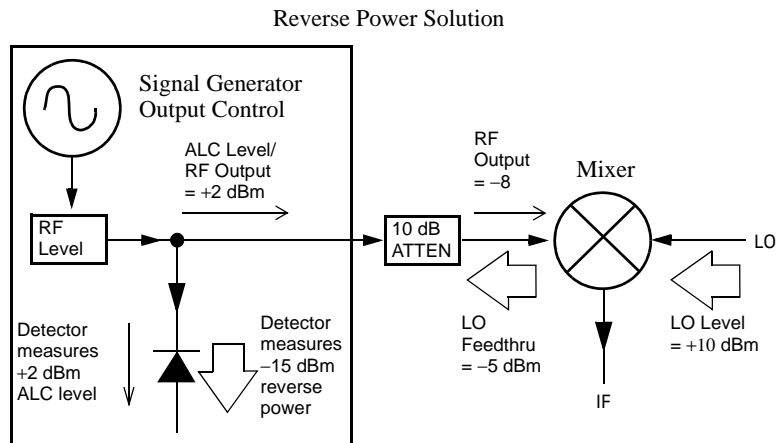 Reverse Power Solution
Signal Generator
Output Control
ALC Level/
RF Output
= +2 dBm
RF
Output
= −8
Mixer
RF
Level
10 dB
ATTEN
LO
Detector
measures
+2 dBm
ALC level
Detector
measures
−15 dBm
reverse
power
LO
Feedthru
= −5 dBm
LO Level
= +10 dBm
IF